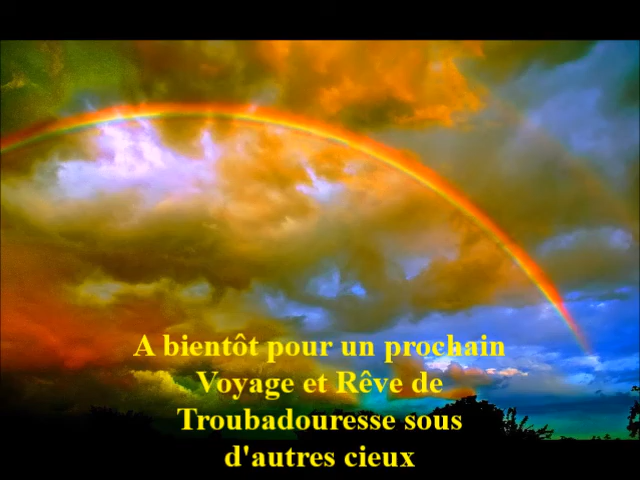 A bientôt pour un prochain
Voyage et Rêve de
Troubadouresse sous
d'autres cieux